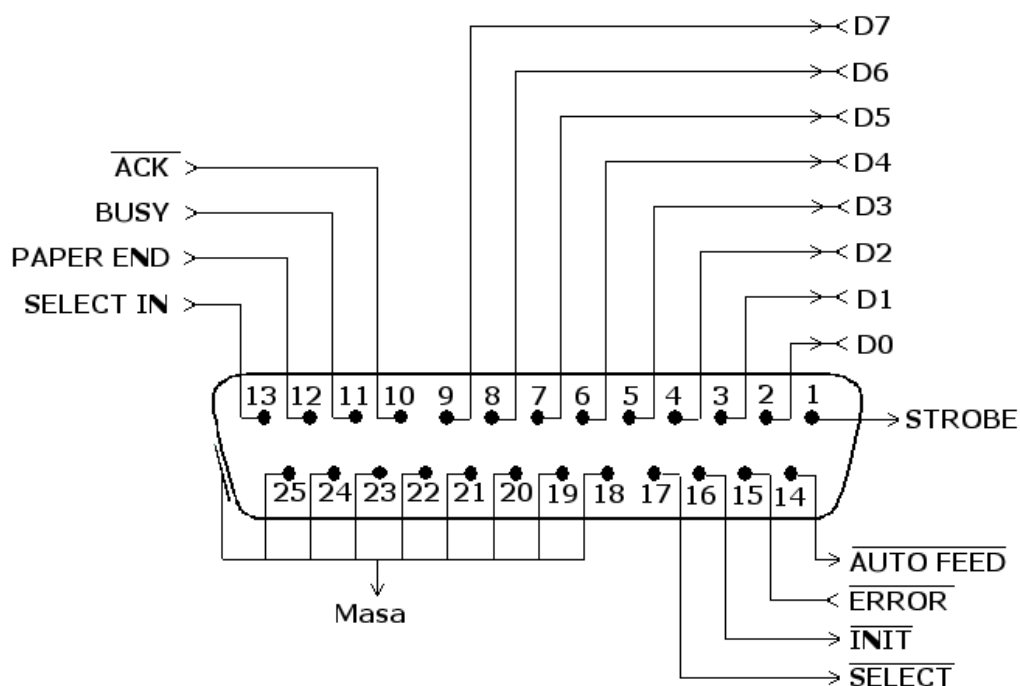 D7
D6
D5
D4
D3
D2
D1
D0
ACK
BUSY
PAPER END
SELECT IN
13 12 11 10 9 8 7 6 5 4 3 2 1
STROBE
25 24 23 22 21 20 19 18 17 16 15 14
Masa
AUTO FEED
ERROR
INIT
SELECT